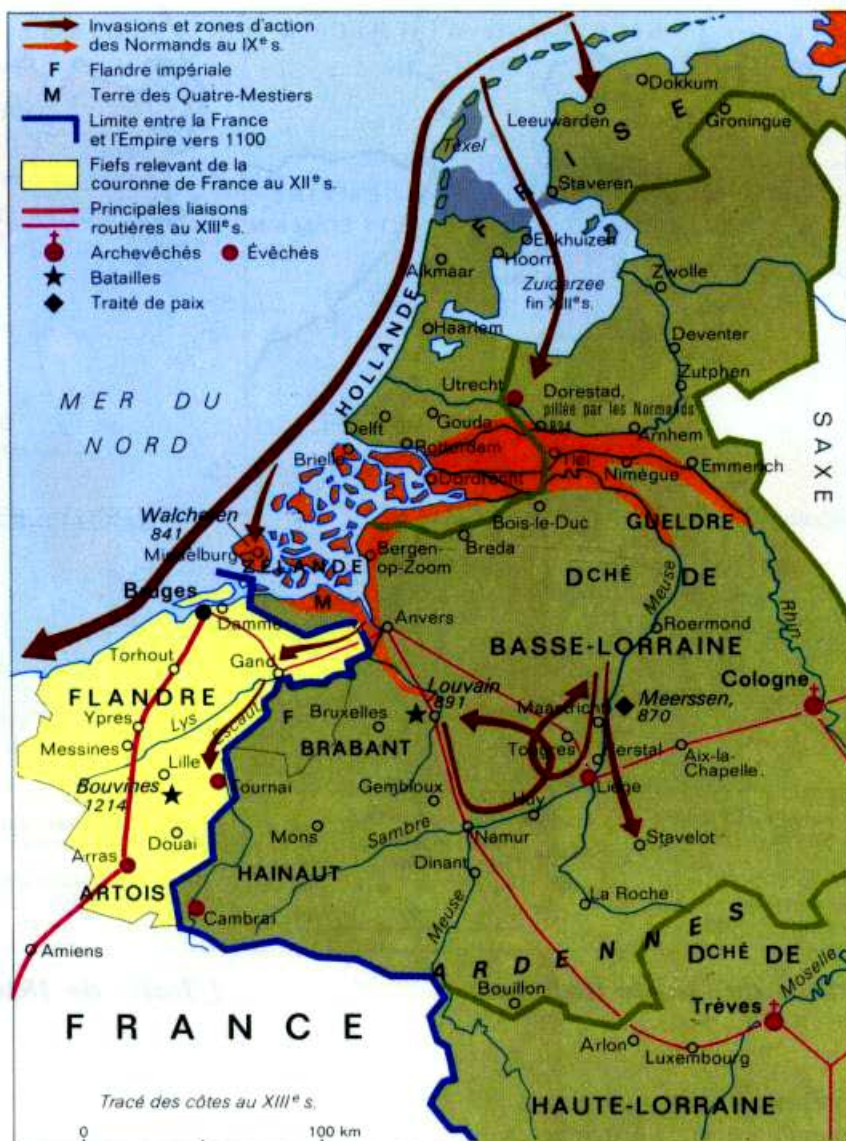 Invasions et zones d'action
des Normands au IXe s.
F Flandre impériale
M Terre des Quatre-Mestiers
Limite entre la France
et l'Empire vers 1100
Fiefs relevant de la
couronne de France au XIIe s.
Principales liaisons
routières au XIIIe s.
Archevêchés Évêchés
Batailles
Traité de paix
Dokkum
Leeuwarden
Groningue
Texel
FRISE
Staveren
Enkhuizen
Hoorn
Alkmaar
Zuiderzee
fin XIIe s.
Zwolle
HOLLANDE
Haarlem
Deventer
Zutphen
MER DU
NORD
SAXE
Utrecht
Dorestad,
pillée par les Normands
834
Gouda
Delft
Rotterdam
Arnhem
Brielle
Tiel
Nimègue
Emmerich
Dordrecht
Walcheren
841
Middelburg
ZÉLANDE
Bois-le-Duc
GUELDRE
Breda
Bergen-
op-Zoom
DCHÉ DE
BASSE-LORRAINE
Meuse
Rhin
Bruges
Damme
M
Anvers
Roermond
Torhout
Gand
FLANDRE
Lys
Escaut
F
Louvain
891
Maastricht
Meerssen,
870
Cologne
Ypres
Bruxelles
Messines
BRABANT
Tongres
Herstal
Aix-la-
Chapelle
Lille
Bouvines
1214
Tournai
Gembloux
Liège
Huy
Douai
Mons
Sambre
Namur
Stavelot
Arras
HAINAUT
Dinant
ARTOIS
Cambrai
La Roche
Meuse
Amiens
ARDENNES
DCHÉ DE
Moselle
Bouillon
Trèves
FRANCE
Arlon
Luxembourg
HAUTE-LORRAINE
Tracé des côtes au XIIIe s.
0 100 km